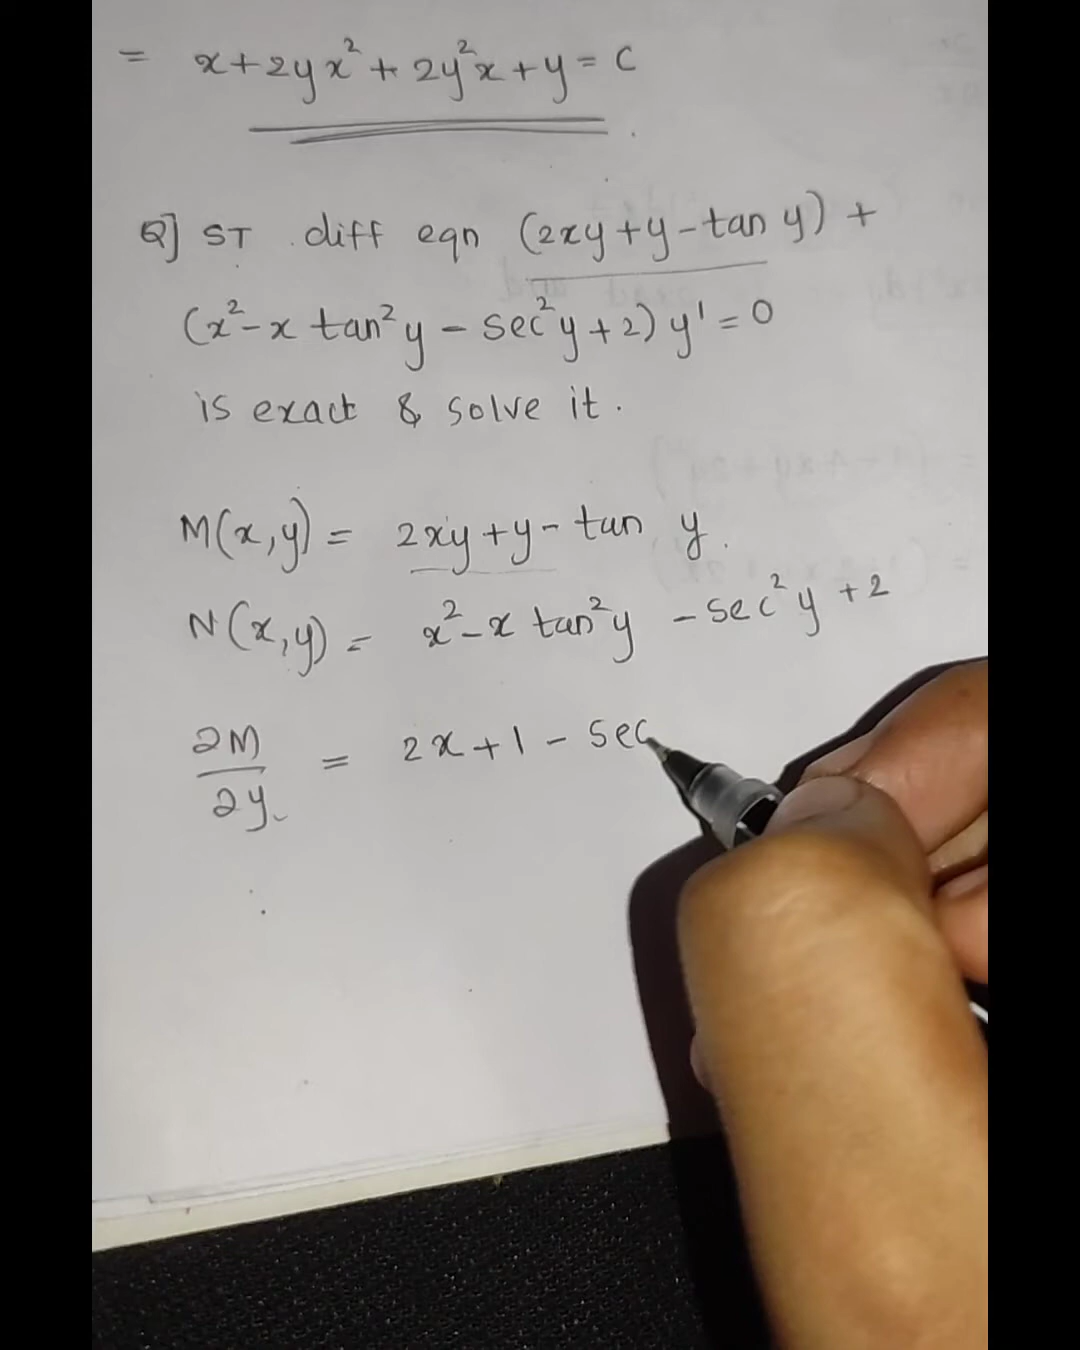 = x+2yx²+2y²x+y=c
Q] ST diff eqn (2xy+y-tan y) +
(x²-x tan²y - sec²y+2) y' = 0
is exact & solve it.
M(x,y) = 2xy+y-tan y.
N(x,y) = x²-x tan²y - sec²y +2
∂M/∂y = 2x+1 - sec